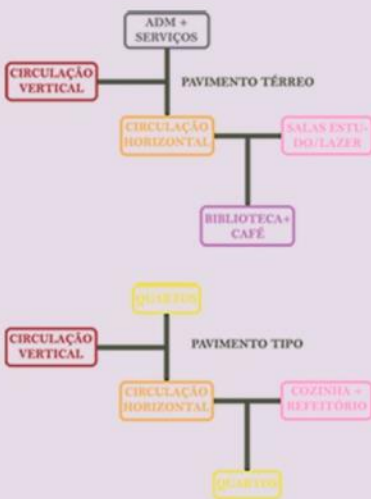 ADM +
SERVIÇOS
CIRCULAÇÃO
VERTICAL
PAVIMENTO TÉRREO
CIRCULAÇÃO
HORIZONTAL
SALAS ESTU-
DO/LAZER
BIBLIOTECA+
CAFÉ
QUARTOS
CIRCULAÇÃO
VERTICAL
PAVIMENTO TIPO
CIRCULAÇÃO
HORIZONTAL
COZINHA +
REFEITÓRIO
QUARTOS